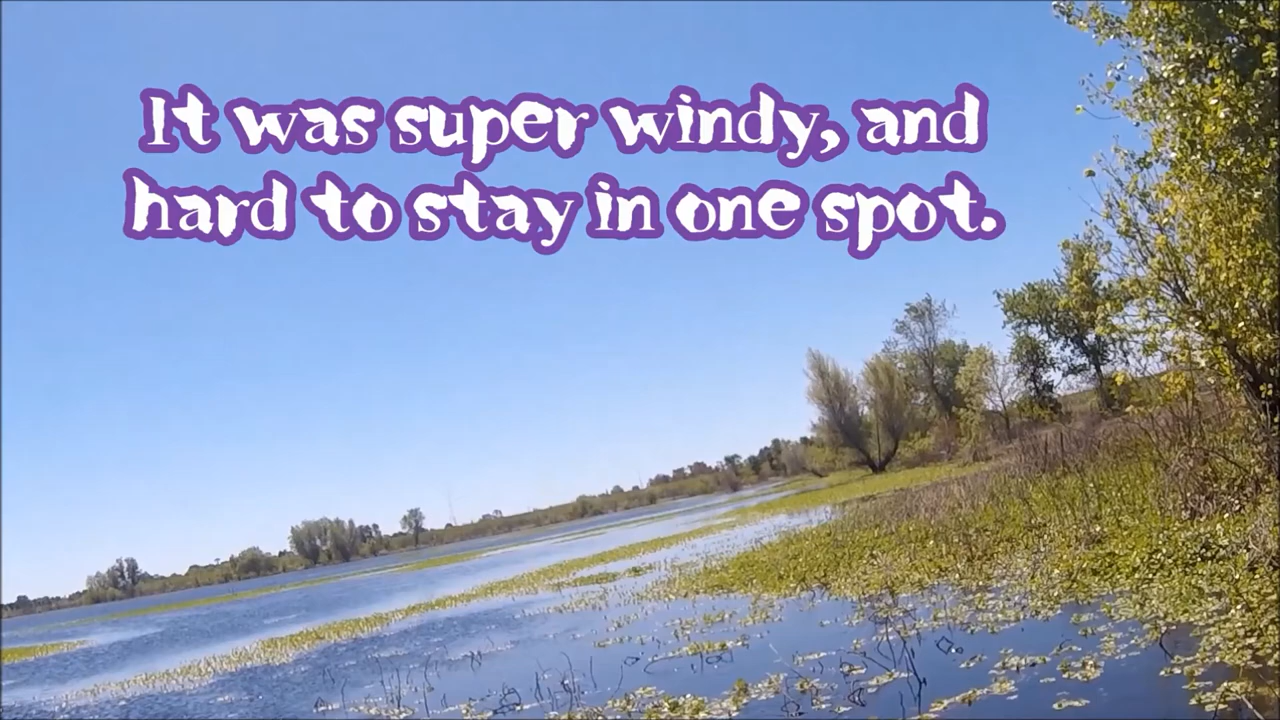 It was super windy, and
hard to stay in one spot.